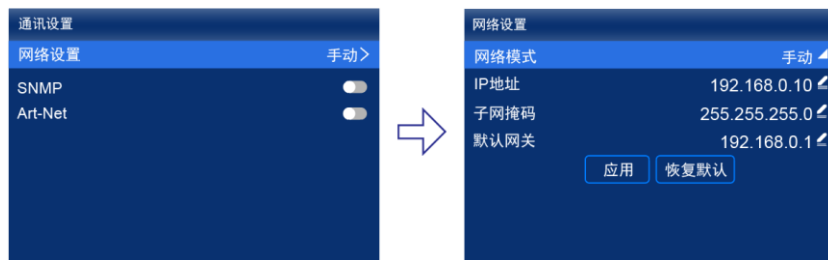 通讯设置
网络设置 手动>
SNMP
Art-Net
网络设置
网络模式 手动
IP地址 192.168.0.10
子网掩码 255.255.255.0
默认网关 192.168.0.1
应用 恢复默认